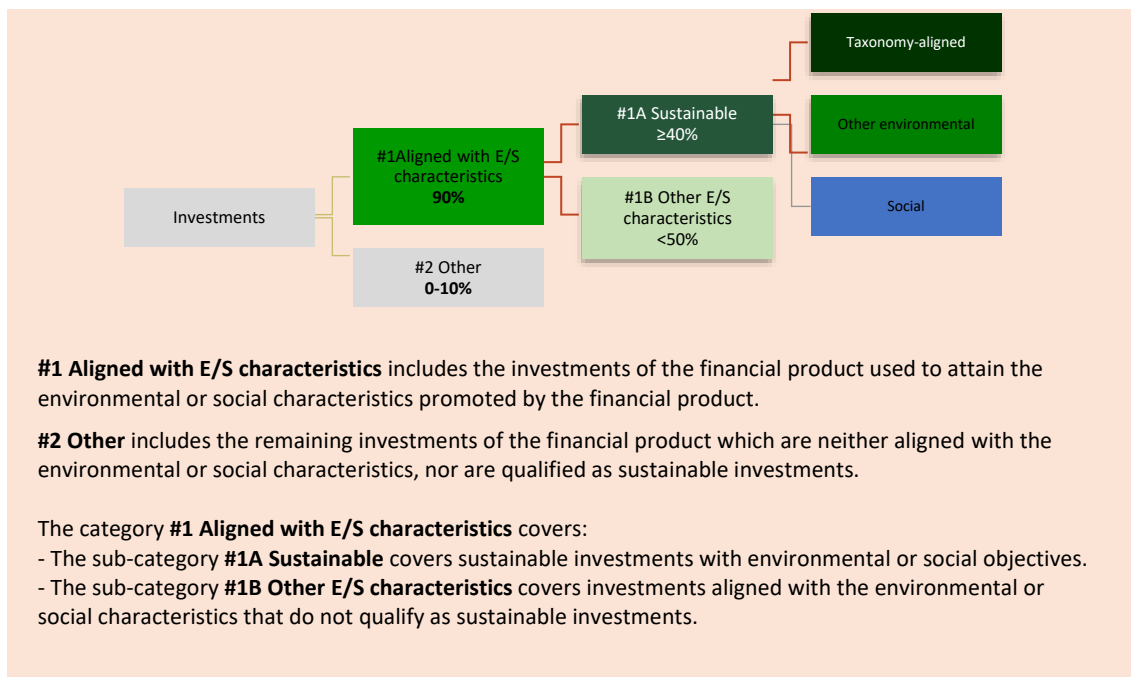 Taxonomy-aligned
#1A Sustainable
≥40%
Other environmental
#1Aligned with E/S
characteristics
90%
#1B Other E/S
characteristics
<50%
Investments
Social
#2 Other
0-10%
#1 Aligned with E/S characteristics includes the investments of the financial product used to attain the
environmental or social characteristics promoted by the financial product.
#2 Other includes the remaining investments of the financial product which are neither aligned with the
environmental or social characteristics, nor are qualified as sustainable investments.
The category #1 Aligned with E/S characteristics covers:
- The sub-category #1A Sustainable covers sustainable investments with environmental or social objectives.
- The sub-category #1B Other E/S characteristics covers investments aligned with the environmental or
social characteristics that do not qualify as sustainable investments.